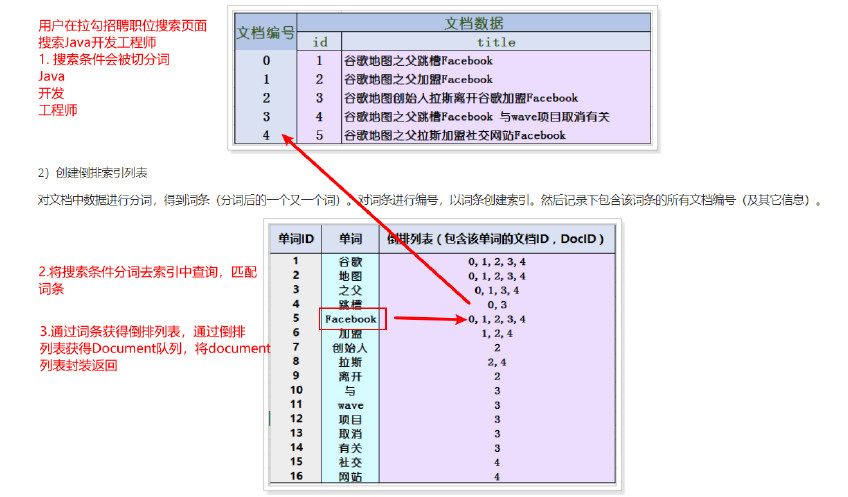 用户在拉勾招聘职位搜索页面
搜索Java开发工程师
1. 搜索条件会被切分词
Java
开发
工程师
文档编号 文档数据
id title
0 1 谷歌地图之父跳槽Facebook
1 2 谷歌地图之父加盟Facebook
2 3 谷歌地图创始人拉斯离开谷歌加盟Facebook
3 4 谷歌地图之父跳槽Facebook 与wave项目取消有关
4 5 谷歌地图之父拉斯加盟社交网站Facebook
2）创建倒排索引列表
对文档中数据进行分词，得到词条（分词后的一个又一个词）。对词条进行编号，以词条创建索引。然后记录下包含该词条的所有文档编号（及其它信息）。
2.将搜索条件分词去索引中查询，匹配
词条
3.通过词条获得倒排列表，通过倒排
列表获得Document队列，将document
列表封装返回
单词ID 单词 倒排列表（包含该单词的文档ID，DocID）
1 谷歌 0, 1, 2, 3, 4
2 地图 0, 1, 2, 3, 4
3 之父 0, 1, 3, 4
4 跳槽 0, 3
5 Facebook 0, 1, 2, 3, 4
6 加盟 1, 2, 4
7 创始人 2
8 拉斯 2, 4
9 离开 2
10 与 3
11 wave 3
12 项目 3
13 取消 3
14 有关 3
15 社交 4
16 网站 4